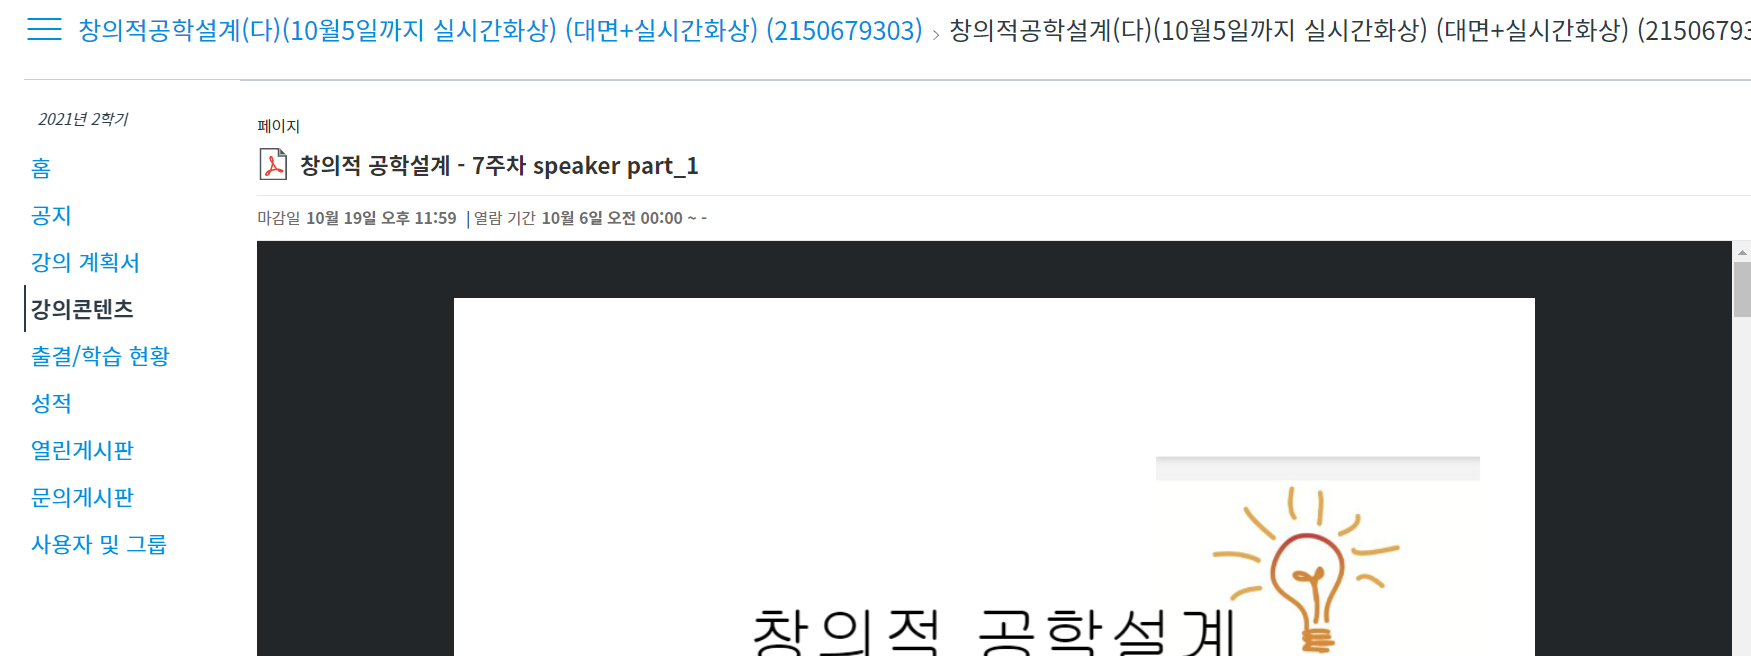 창의적공학설계(다)(10월5일까지 실시간화상) (대면+실시간화상) (2150679303) › 창의적공학설계(다)(10월5일까지 실시간화상) (대면+실시간화상) (2150679
2021년 2학기
홈
공지
강의 계획서
강의콘텐츠
출결/학습 현황
성적
열린게시판
문의게시판
사용자 및 그룹
페이지
창의적 공학설계 - 7주차 speaker part_1
마감일 10월 19일 오후 11:59 | 열람 기간 10월 6일 오전 00:00 ~ -
창의적 공학설계